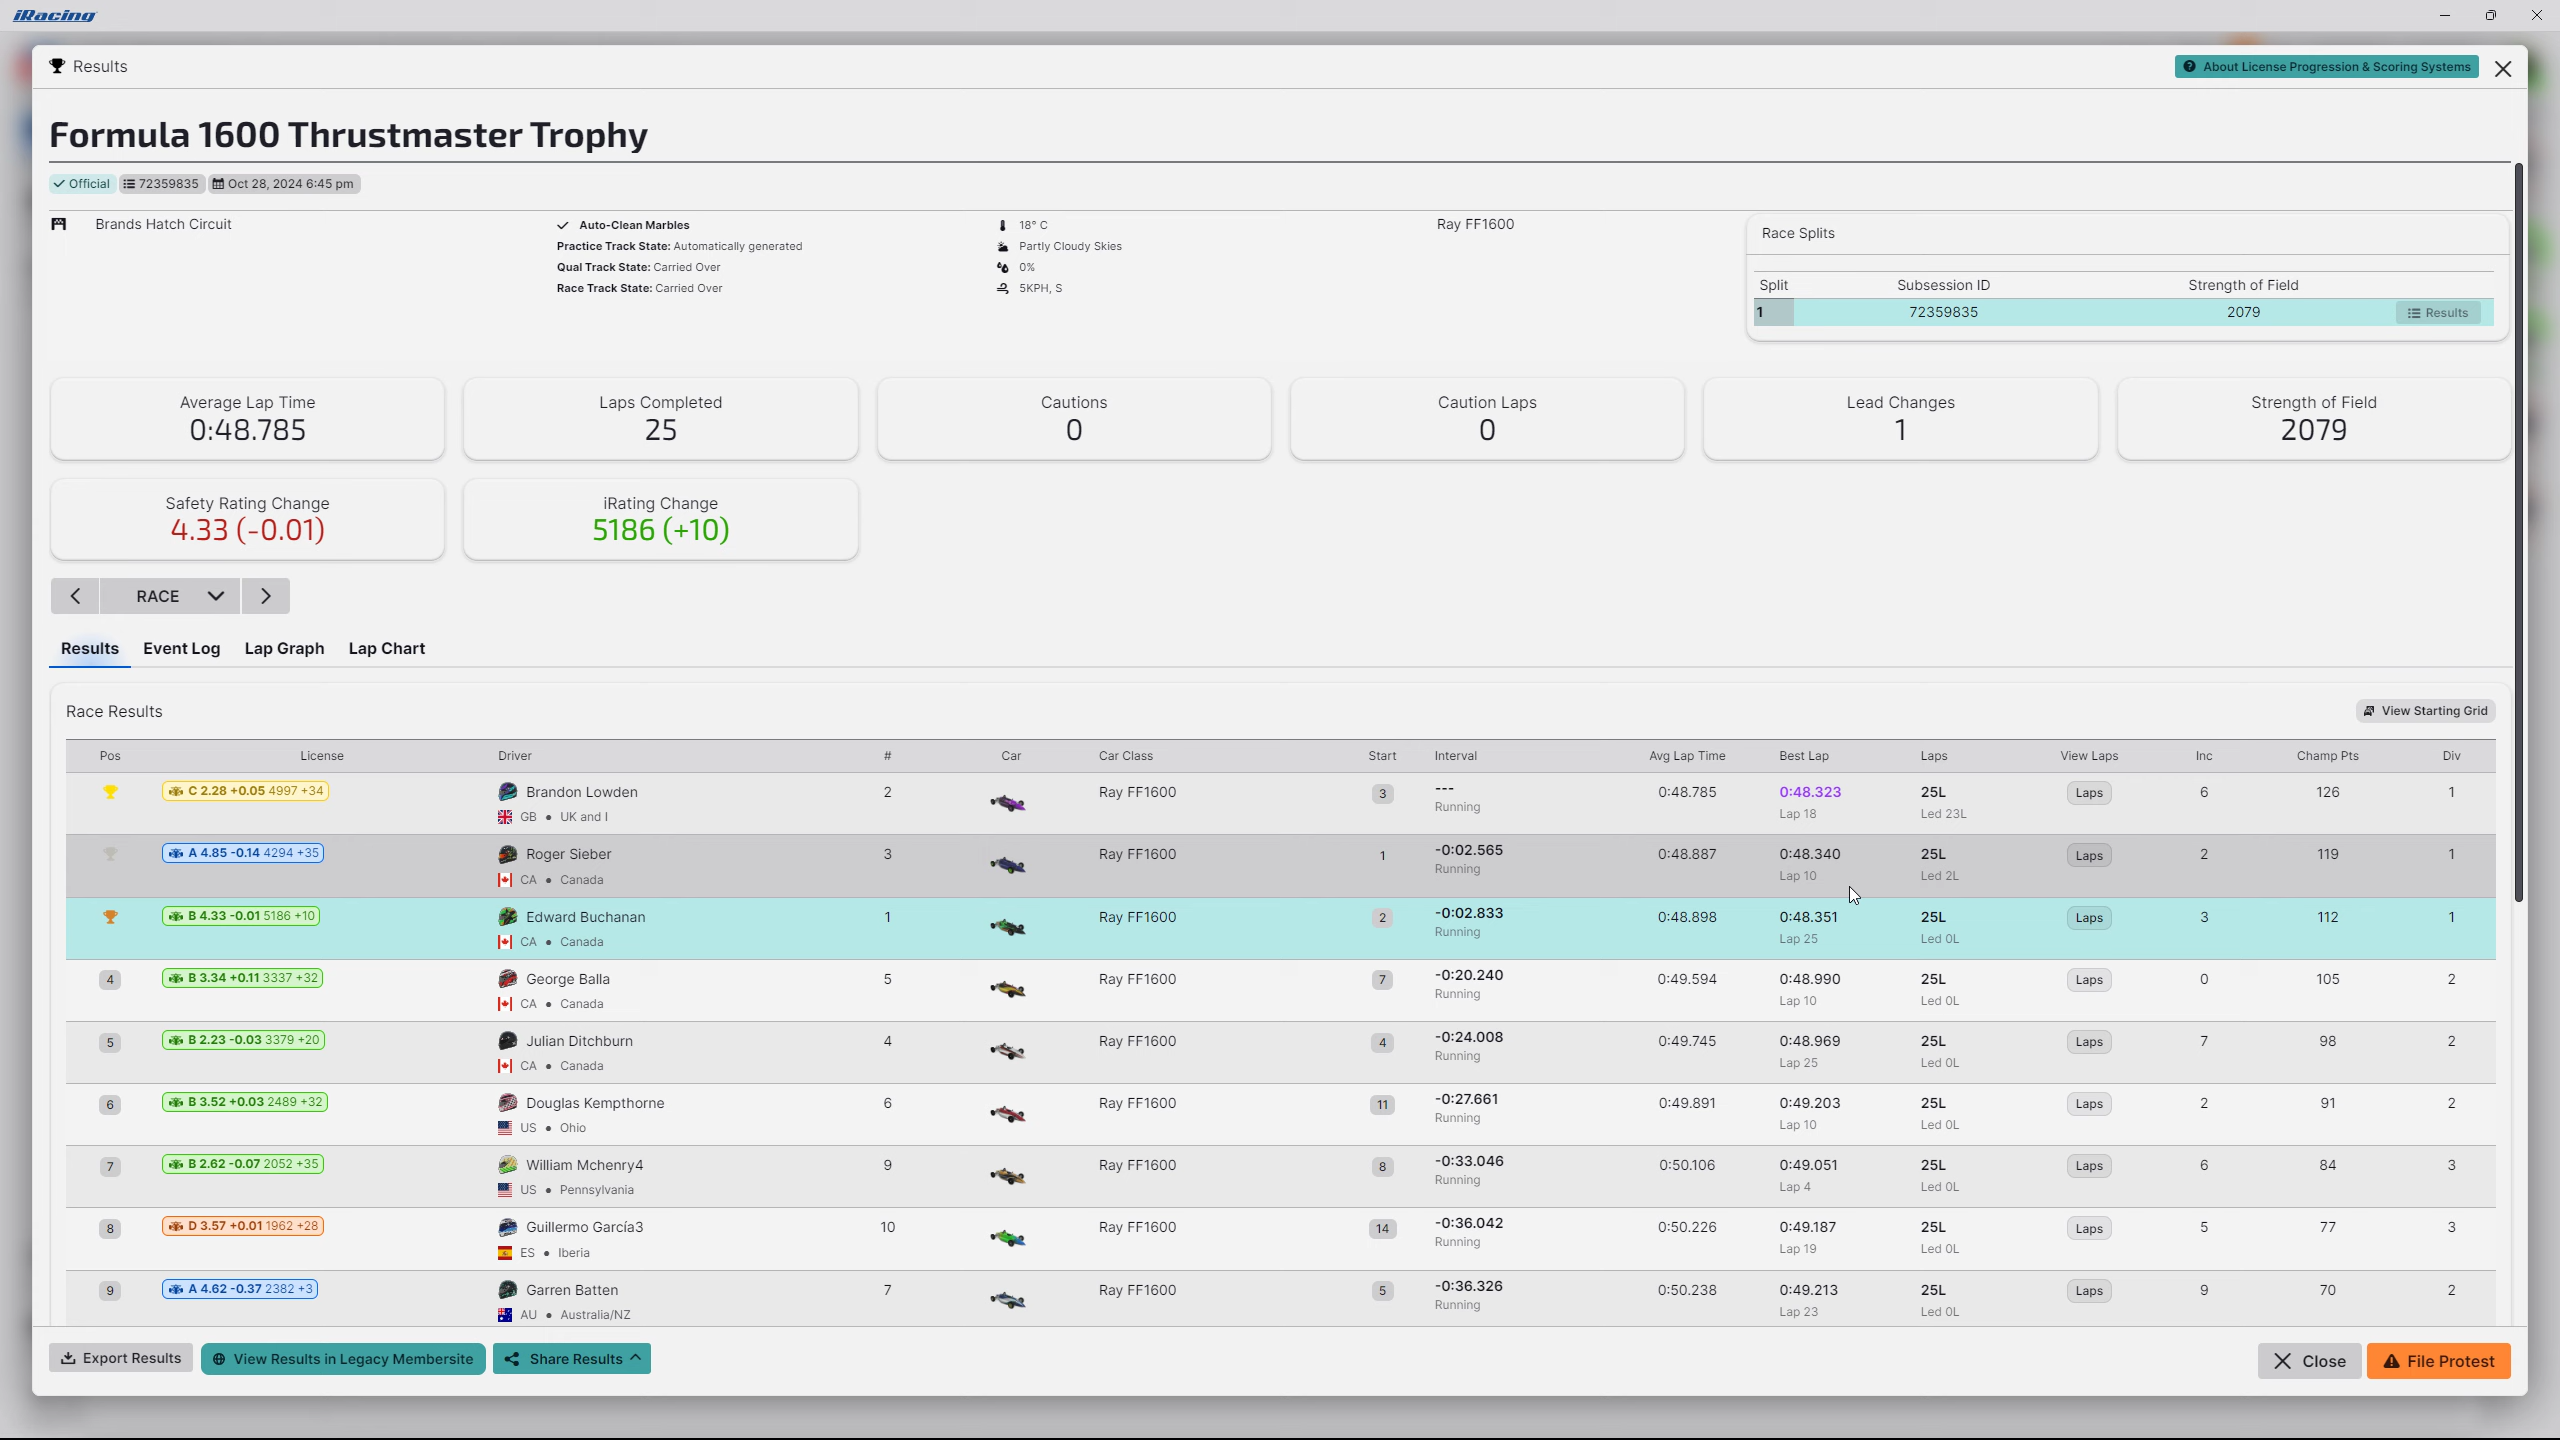 iRacing
Results
About License Progression & Scoring Systems
Formula 1600 Thrustmaster Trophy
Official 72359835 Oct 28, 2024 6:45 pm
Brands Hatch Circuit
Auto-Clean Marbles
Practice Track State: Automatically generated
Qual Track State: Carried Over
Race Track State: Carried Over
18° C
Partly Cloudy Skies
0%
5KPH, S
Ray FF1600
Race Splits
Split Subsession ID Strength of Field
1 72359835 2079 Results
Average Lap Time
0:48.785
Laps Completed
25
Cautions
0
Caution Laps
0
Lead Changes
1
Strength of Field
2079
Safety Rating Change
4.33 (-0.01)
iRating Change
5186 (+10)
RACE
Results Event Log Lap Graph Lap Chart
Race Results
View Starting Grid
Pos License Driver # Car Car Class Start Interval Avg Lap Time Best Lap Laps View Laps Inc Champ Pts Div
C 2.28 +0.05 4997 +34 Brandon Lowden 2 Ray FF1600 3 --- 0:48.785 0:48.323 25L Laps 6 126 1
GB • UK and I Running Lap 18 Led 23L
A 4.85 -0.14 4294 +35 Roger Sieber 3 Ray FF1600 1 -0:02.565 0:48.887 0:48.340 25L Laps 2 119 1
CA • Canada Running Lap 10 Led 2L
B 4.33 -0.01 5186 +10 Edward Buchanan 1 Ray FF1600 2 -0:02.833 0:48.898 0:48.351 25L Laps 3 112 1
CA • Canada Running Lap 25 Led 0L
4 B 3.34 +0.11 3337 +32 George Balla 5 Ray FF1600 7 -0:20.240 0:49.594 0:48.990 25L Laps 0 105 2
CA • Canada Running Lap 10 Led 0L
5 B 2.23 -0.03 3379 +20 Julian Ditchburn 4 Ray FF1600 4 -0:24.008 0:49.745 0:48.969 25L Laps 7 98 2
CA • Canada Running Lap 25 Led 0L
6 B 3.52 +0.03 2489 +32 Douglas Kempthorne 6 Ray FF1600 11 -0:27.661 0:49.891 0:49.203 25L Laps 2 91 2
US • Ohio Running Lap 10 Led 0L
7 B 2.62 -0.07 2052 +35 William Mchenry4 9 Ray FF1600 8 -0:33.046 0:50.106 0:49.051 25L Laps 6 84 3
US • Pennsylvania Running Lap 4 Led 0L
8 D 3.57 +0.01 1962 +28 Guillermo García3 10 Ray FF1600 14 -0:36.042 0:50.226 0:49.187 25L Laps 5 77 3
ES • Iberia Running Lap 19 Led 0L
9 A 4.62 -0.37 2382 +3 Garren Batten 7 Ray FF1600 5 -0:36.326 0:50.238 0:49.213 25L Laps 9 70 2
AU • Australia/NZ Running Lap 23 Led 0L
Export Results View Results in Legacy Membersite Share Results Close File Protest